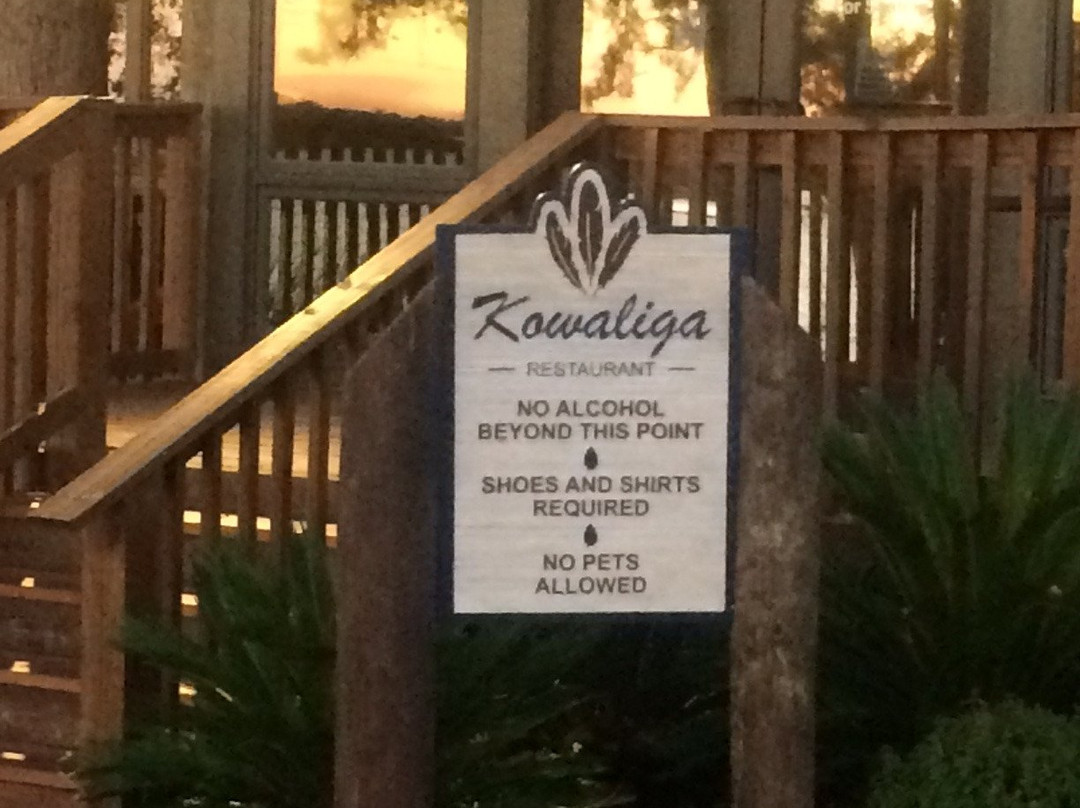 Kowaliga
RESTAURANT
NO ALCOHOL
BEYOND THIS POINT
SHOES AND SHIRTS
REQUIRED
NO PETS
ALLOWED